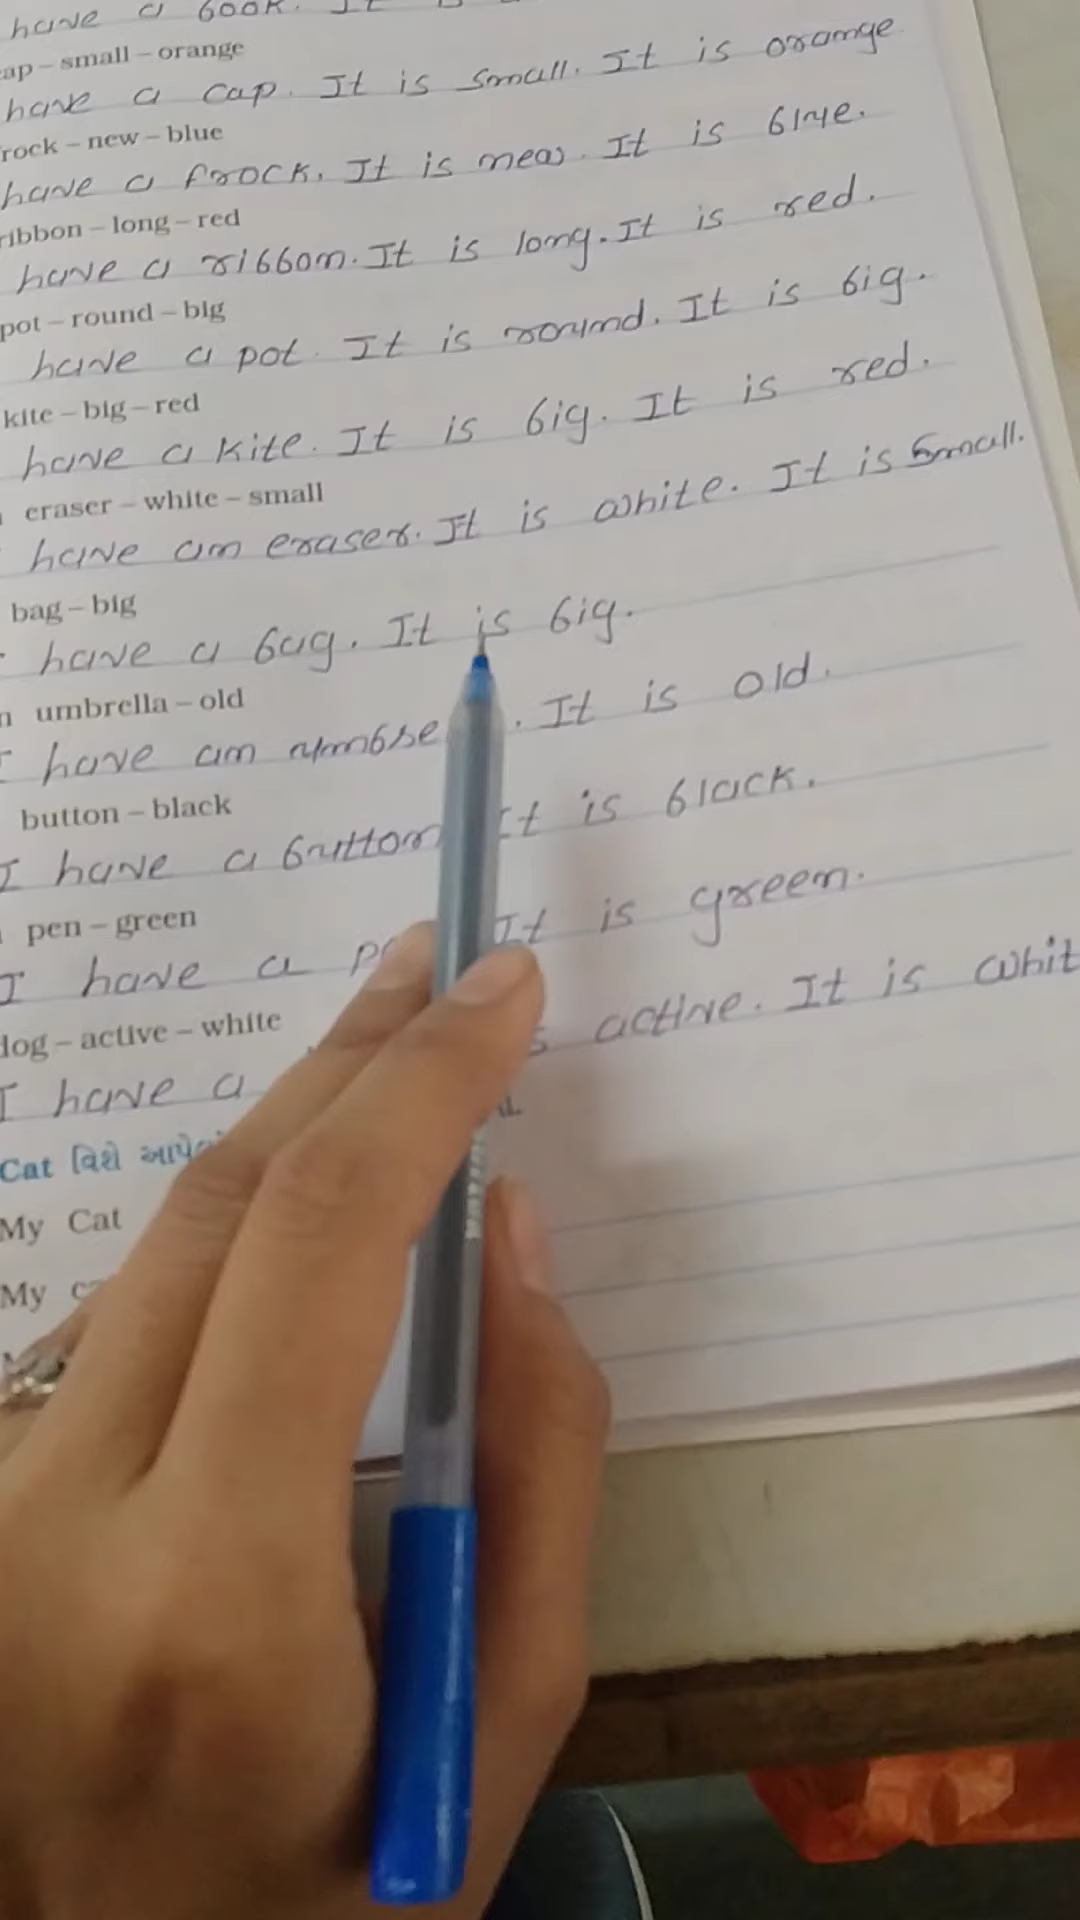 have a book. It is
cap – small – orange
have a cap. It is small. It is orange
rock – new – blue
have a frock. It is new. It is blue.
ribbon – long – red
have a ribbon. It is long. It is red.
pot – round – big
have a pot. It is round. It is big.
kite – big – red
have a kite. It is big. It is red.
eraser – white – small
have an eraser. It is white. It is small.
bag – big
have a bag. It is big.
n umbrella – old
I have an umbre . It is old.
button – black
I have a button It is black.
pen – green
I have a p It is green.
dog – active – white
I have a s active. It is whit
Cat વિશે
My Cat
My